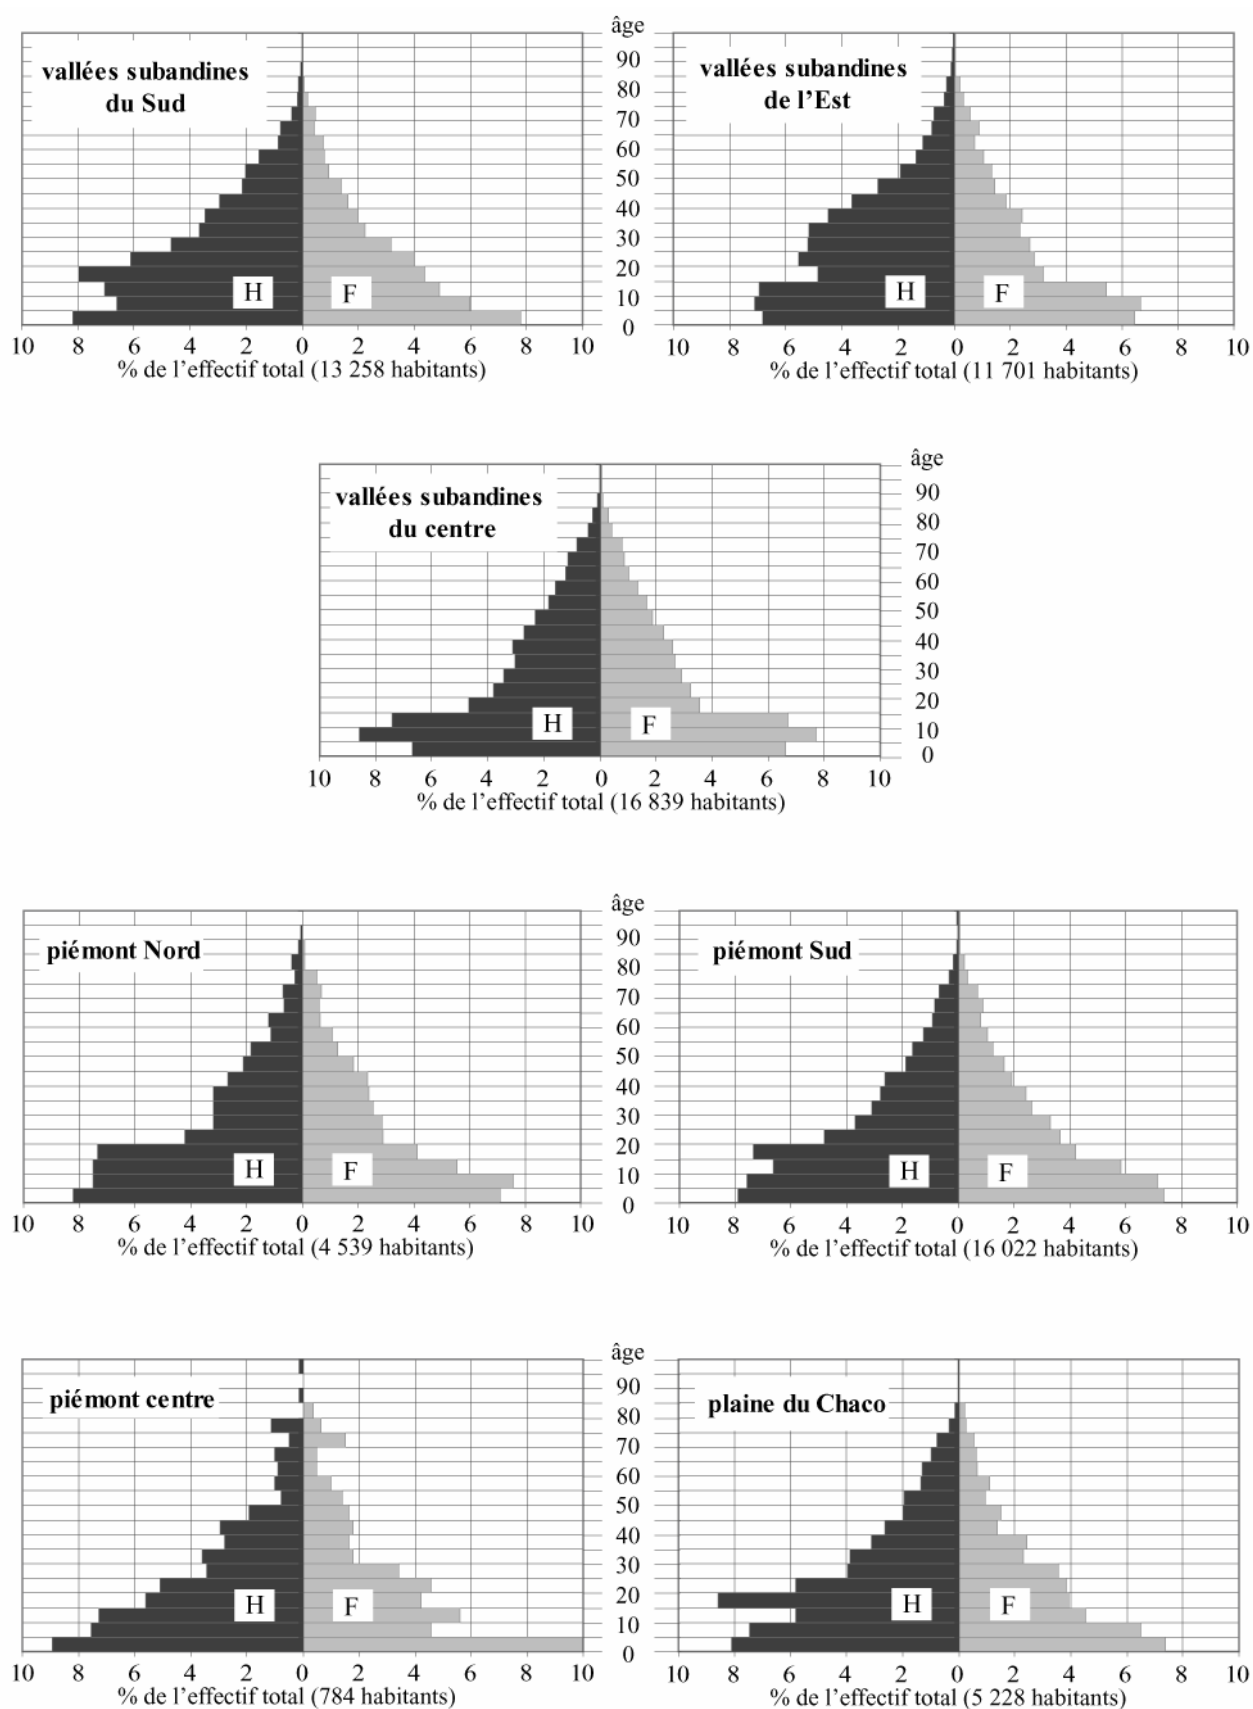 âge
vallées subandines
du Sud
H F
90
80
70
60
50
40
30
20
10
0
10 8 6 4 2 0 2 4 6 8 10
% de l'effectif total (13 258 habitants)
vallées subandines
de l'Est
H F
10 8 6 4 2 0 2 4 6 8 10
% de l'effectif total (11 701 habitants)
âge
vallées subandines
du centre
H F
90
80
70
60
50
40
30
20
10
0
10 8 6 4 2 0 2 4 6 8 10
% de l'effectif total (16 839 habitants)
âge
piémont Nord
H F
90
80
70
60
50
40
30
20
10
0
10 8 6 4 2 0 2 4 6 8 10
% de l'effectif total (4 539 habitants)
piémont Sud
H F
10 8 6 4 2 0 2 4 6 8 10
% de l'effectif total (16 022 habitants)
âge
piémont centre
H F
90
80
70
60
50
40
30
20
10
0
10 8 6 4 2 0 2 4 6 8 10
% de l'effectif total (784 habitants)
plaine du Chaco
H F
10 8 6 4 2 0 2 4 6 8 10
% de l'effectif total (5 228 habitants)